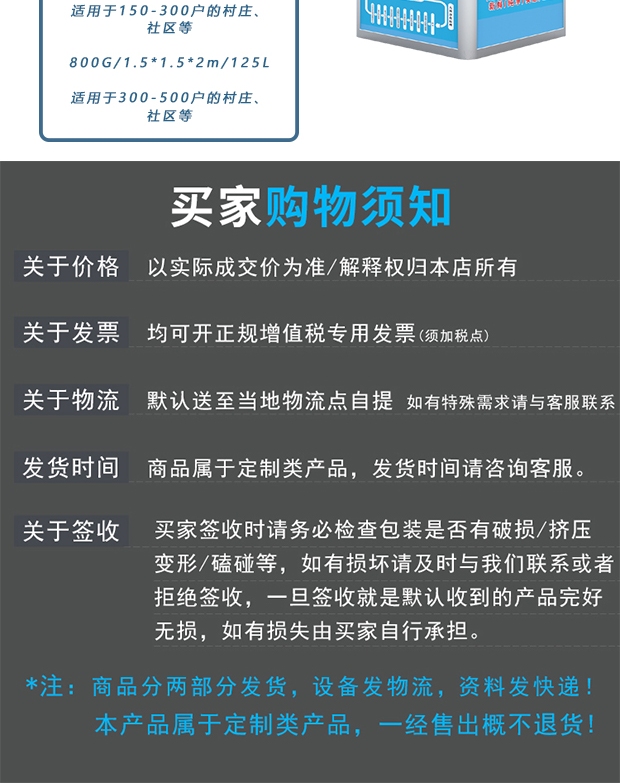 适用于150-300户的村庄、
社区等
800G/1.5*1.5*2m/125L
适用于300-500户的村庄、
社区等
买家购物须知
关于价格 以实际成交价为准/解释权归本店所有
关于发票 均可开正规增值税专用发票(须加税点)
关于物流 默认送至当地物流点自提 如有特殊需求请与客服联系
发货时间 商品属于定制类产品，发货时间请咨询客服。
关于签收 买家签收时请务必检查包装是否有破损/挤压
变形/磕碰等，如有损坏请及时与我们联系或者
拒绝签收，一旦签收就是默认收到的产品完好
无损，如有损失由买家自行承担。
*注：商品分两部分发货，设备发物流，资料发快递！
本产品属于定制类产品，一经售出概不退货！